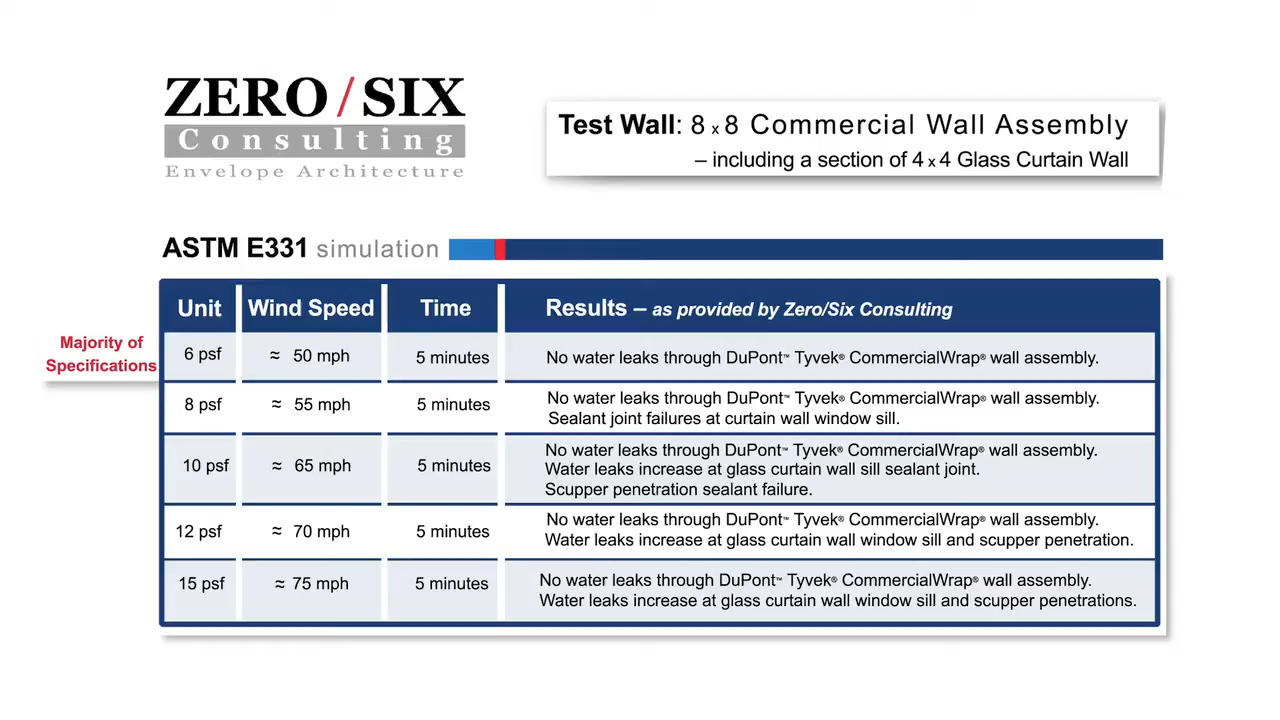 ZERO/SIX
Consulting
Envelope Architecture
Test Wall: 8 x 8 Commercial Wall Assembly
– including a section of 4 x 4 Glass Curtain Wall
ASTM E331 simulation
Unit Wind Speed Time Results – as provided by Zero/Six Consulting
Majority of
Specifications
6 psf ≈ 50 mph 5 minutes No water leaks through DuPont™ Tyvek® CommercialWrap® wall assembly.
8 psf ≈ 55 mph 5 minutes No water leaks through DuPont™ Tyvek® CommercialWrap® wall assembly.
Sealant joint failures at curtain wall window sill.
10 psf ≈ 65 mph 5 minutes No water leaks through DuPont™ Tyvek® CommercialWrap® wall assembly.
Water leaks increase at glass curtain wall sill sealant joint.
Scupper penetration sealant failure.
12 psf ≈ 70 mph 5 minutes No water leaks through DuPont™ Tyvek® CommercialWrap® wall assembly.
Water leaks increase at glass curtain wall window sill and scupper penetration.
15 psf ≈ 75 mph 5 minutes No water leaks through DuPont™ Tyvek® CommercialWrap® wall assembly.
Water leaks increase at glass curtain wall window sill and scupper penetrations.